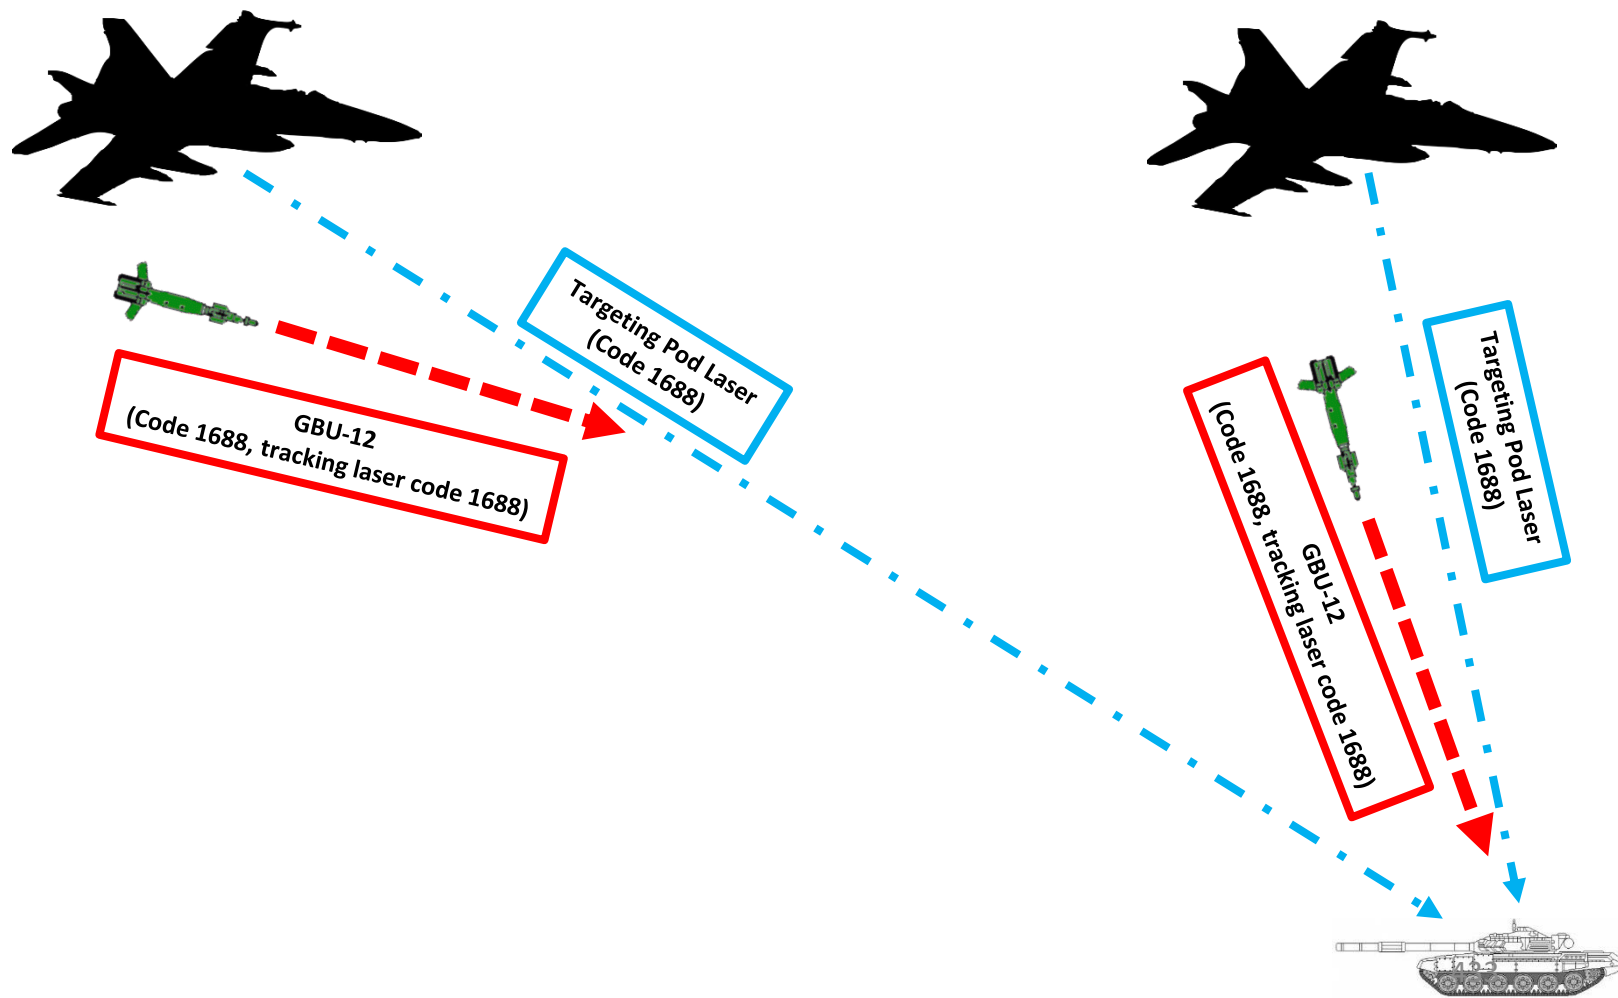 Targeting Pod Laser
(Code 1688)
GBU-12
(Code 1688, tracking laser code 1688)
Targeting Pod Laser
(Code 1688)
GBU-12
(Code 1688, tracking laser code 1688)